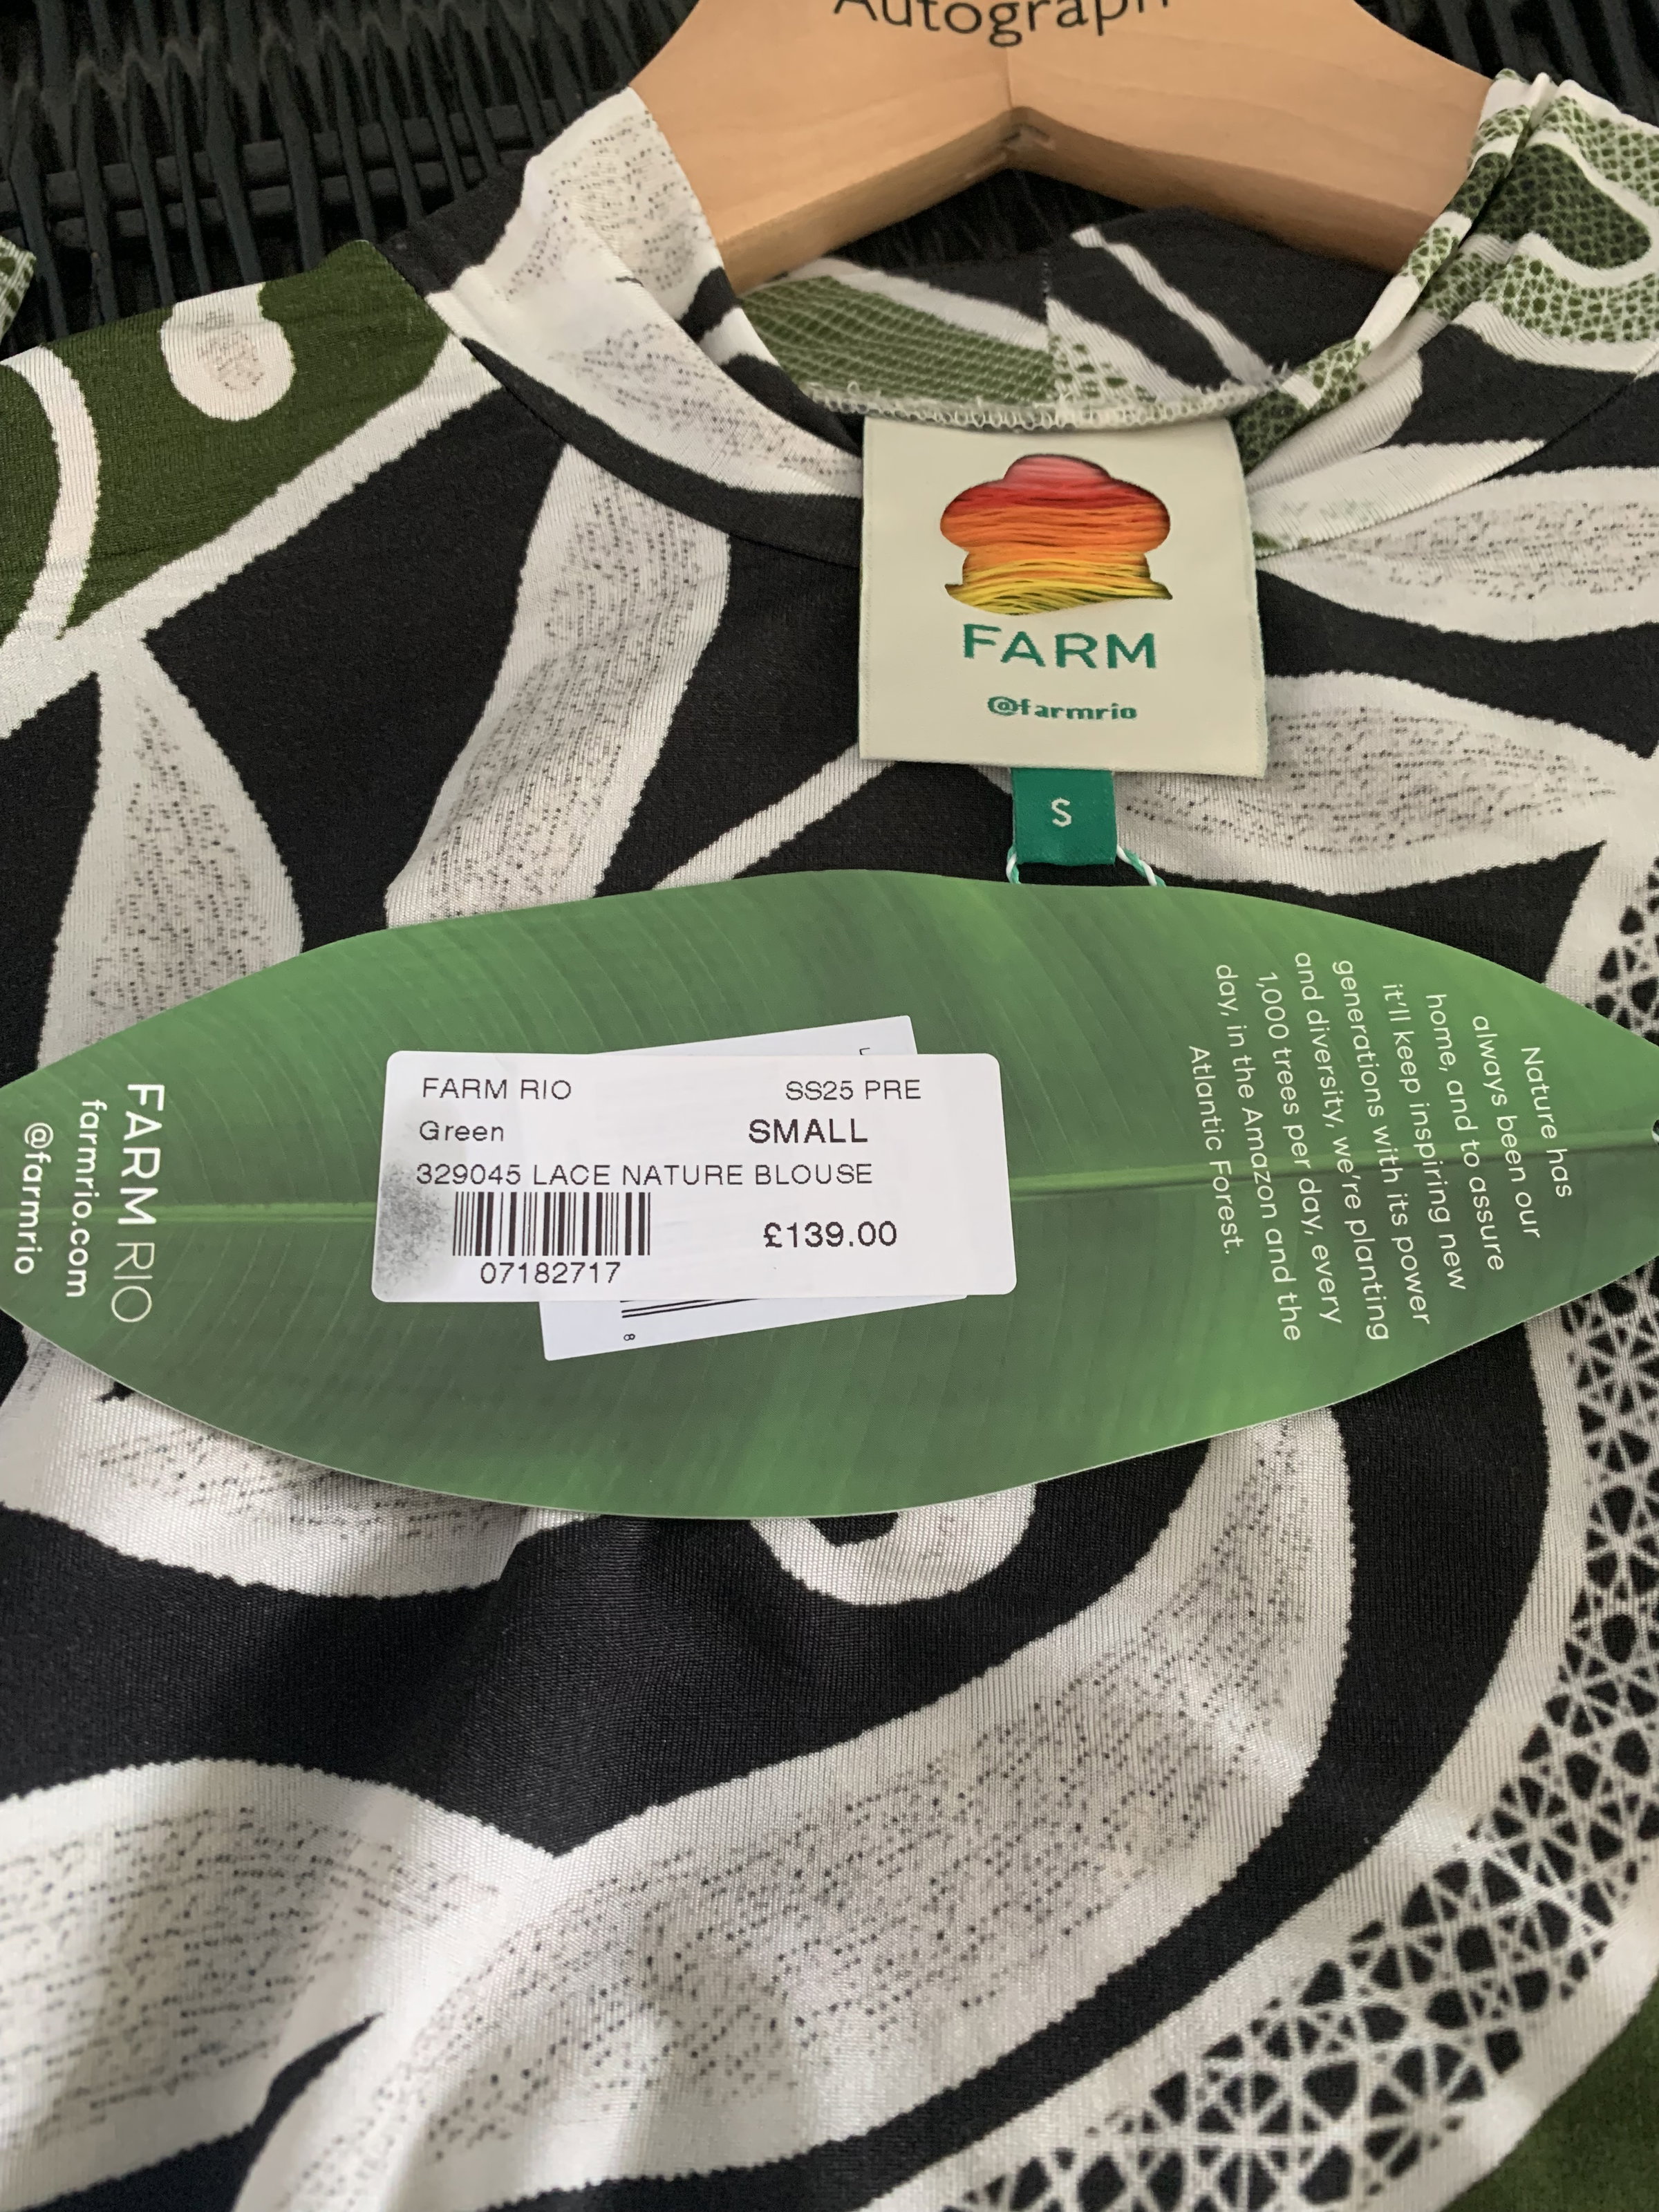 Autograph
FARM
@farmrio
S
FARM RIO SS25 PRE
Green SMALL
329045 LACE NATURE BLOUSE
£139.00
07182717
8
FARM RIO
farmrio.com
@farmrio
Nature has
always been our
home, and to assure
it'll keep inspiring new
generations with its power
and diversity, we're planting
1,000 trees per day, every
day, in the Amazon and the
Atlantic Forest.